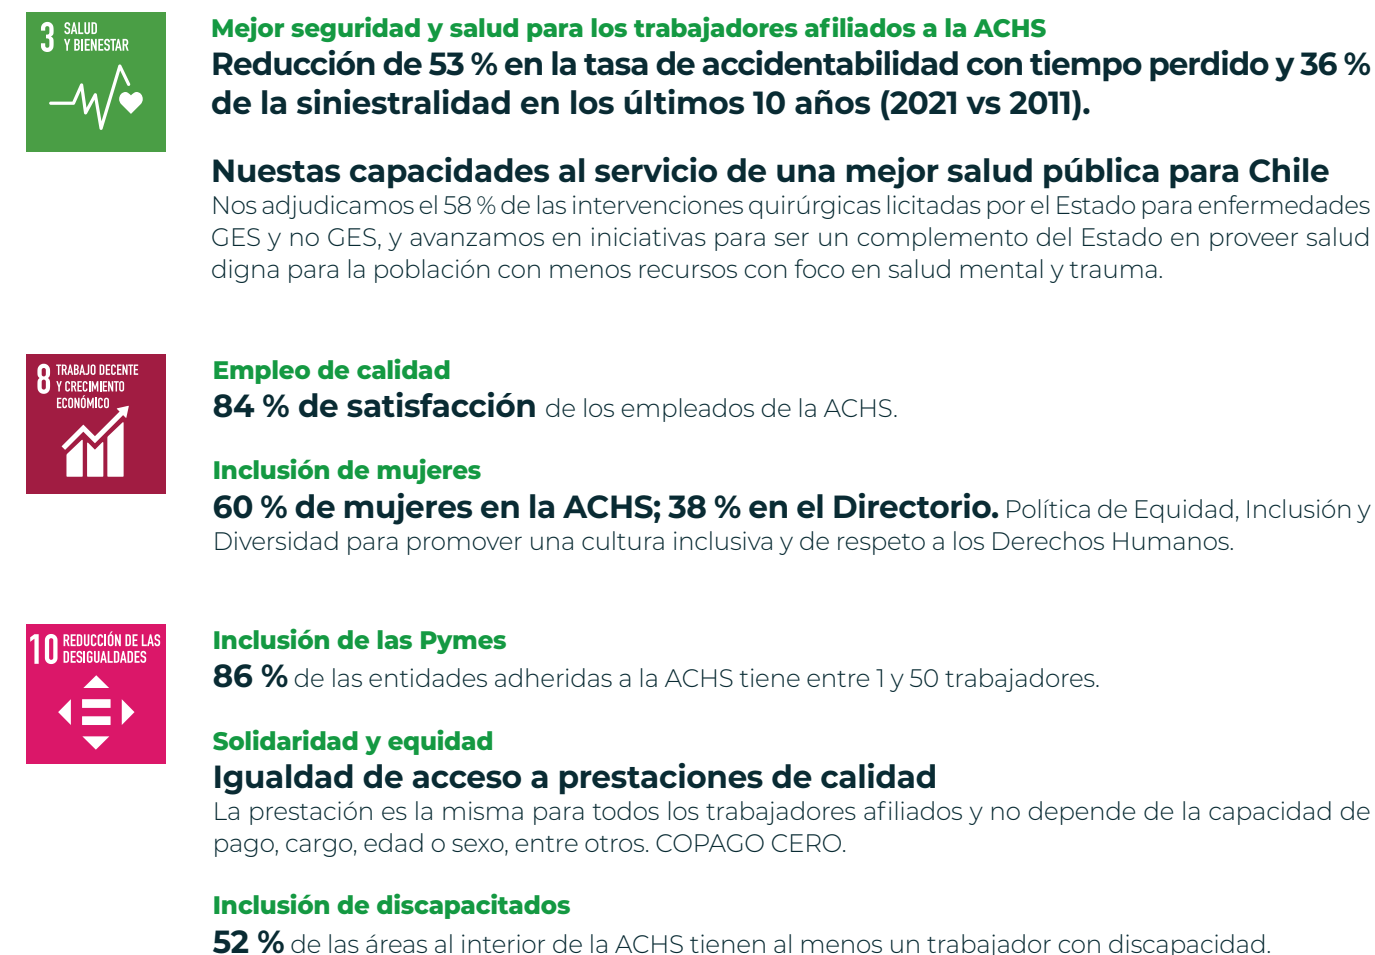 3 SALUD
Y BIENESTAR
Mejor seguridad y salud para los trabajadores afiliados a la ACHS
Reducción de 53 % en la tasa de accidentabilidad con tiempo perdido y 36 %
de la siniestralidad en los últimos 10 años (2021 vs 2011).
Nuestas capacidades al servicio de una mejor salud pública para Chile
Nos adjudicamos el 58 % de las intervenciones quirúrgicas licitadas por el Estado para enfermedades
GES y no GES, y avanzamos en iniciativas para ser un complemento del Estado en proveer salud
digna para la población con menos recursos con foco en salud mental y trauma.
8 TRABAJO DECENTE
Y CRECIMIENTO
ECONÓMICO
Empleo de calidad
84 % de satisfacción de los empleados de la ACHS.
Inclusión de mujeres
60 % de mujeres en la ACHS; 38 % en el Directorio. Política de Equidad, Inclusión y
Diversidad para promover una cultura inclusiva y de respeto a los Derechos Humanos.
10 REDUCCIÓN DE LAS
DESIGUALDADES
Inclusión de las Pymes
86 % de las entidades adheridas a la ACHS tiene entre 1 y 50 trabajadores.
Solidaridad y equidad
Igualdad de acceso a prestaciones de calidad
La prestación es la misma para todos los trabajadores afiliados y no depende de la capacidad de
pago, cargo, edad o sexo, entre otros. COPAGO CERO.
Inclusión de discapacitados
52 % de las áreas al interior de la ACHS tienen al menos un trabajador con discapacidad.